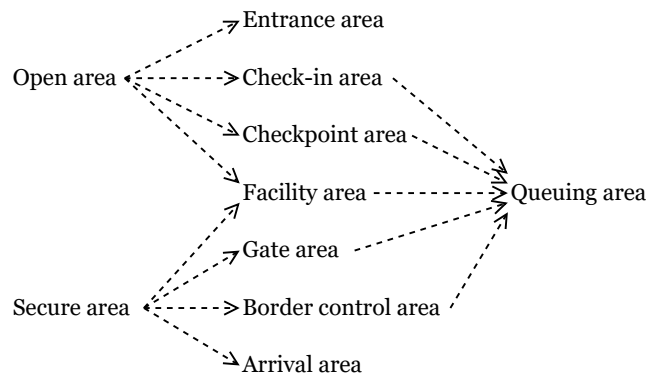 Entrance area
Open area
Check-in area
Checkpoint area
Facility area
Queuing area
Gate area
Secure area
Border control area
Arrival area